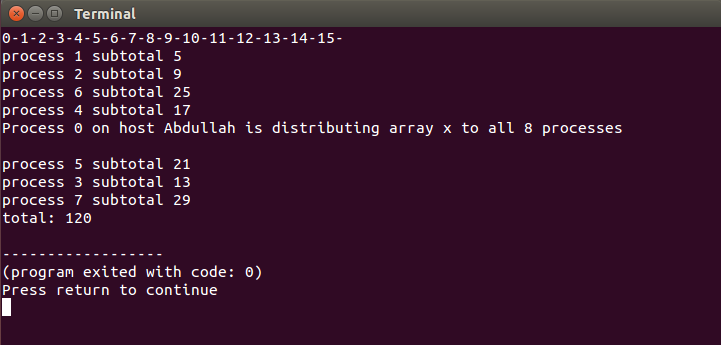 Terminal
0-1-2-3-4-5-6-7-8-9-10-11-12-13-14-15-
process 1 subtotal 5
process 2 subtotal 9
process 6 subtotal 25
process 4 subtotal 17
Process 0 on host Abdullah is distributing array x to all 8 processes
process 5 subtotal 21
process 3 subtotal 13
process 7 subtotal 29
total: 120
------------------
(program exited with code: 0)
Press return to continue